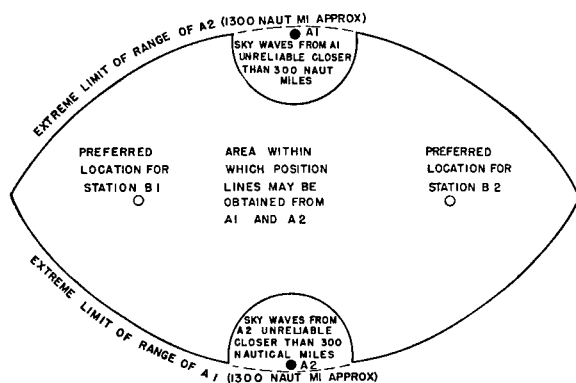 EXTREME LIMIT OF RANGE OF A2 (1300 NAUT MI APPROX)
A1
SKY WAVES FROM A1
UNRELIABLE CLOSER
THAN 300 NAUT
MILES
PREFERRED
LOCATION FOR
STATION B1
AREA WITHIN
WHICH POSITION
LINES MAY BE
OBTAINED FROM
A1 AND A2
PREFERRED
LOCATION FOR
STATION B2
SKY WAVES FROM
A2 UNRELIABLE
CLOSER THAN 300
NAUTICAL MILES
A2
EXTREME LIMIT OF RANGE OF A1 (1300 NAUT MI APPROX)